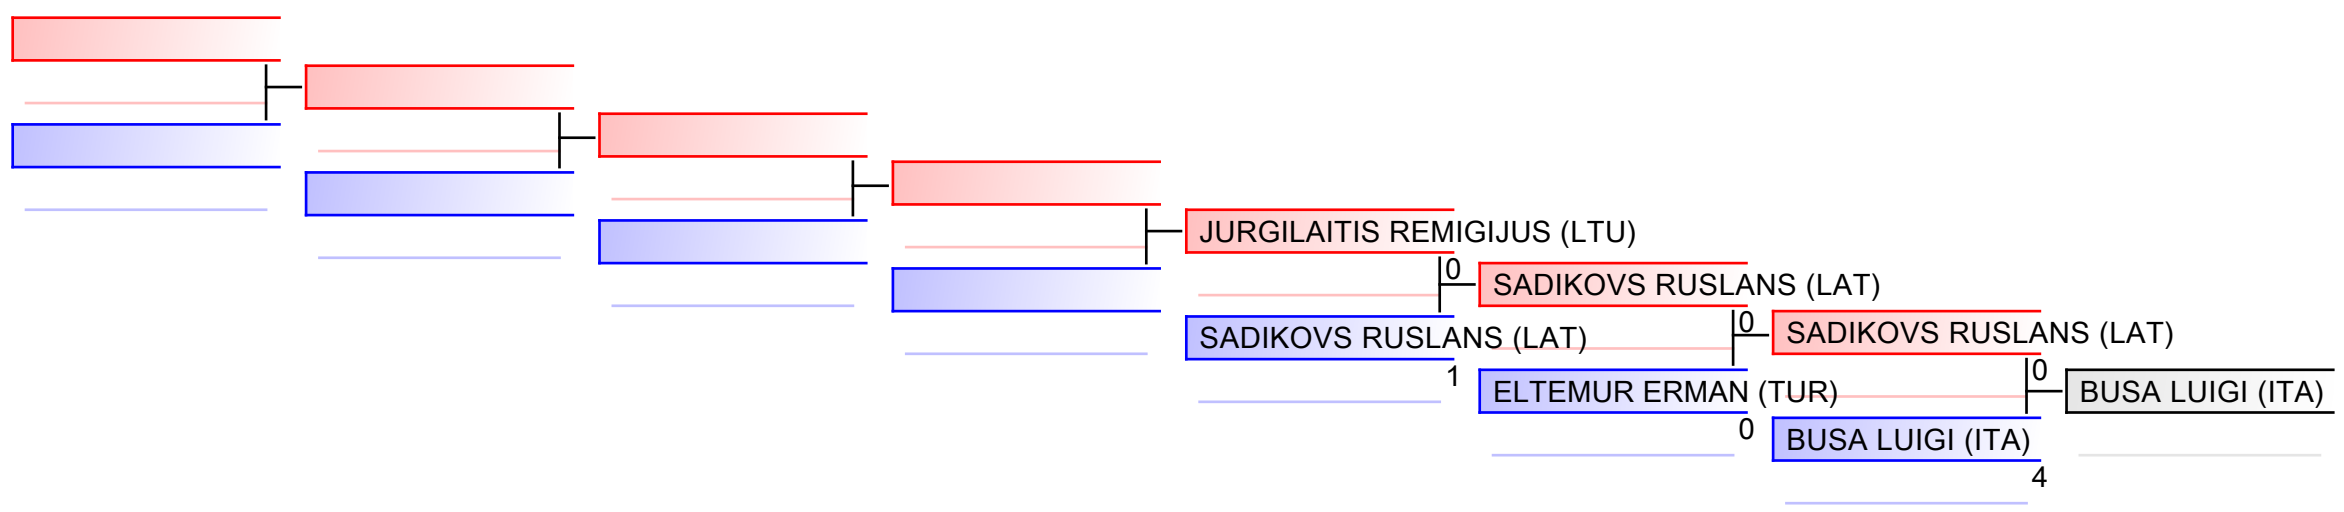 JURGILAITIS REMIGIJUS (LTU)
0
SADIKOVS RUSLANS (LAT)
1
SADIKOVS RUSLANS (LAT)
0
ELTEMUR ERMAN (TUR)
0
SADIKOVS RUSLANS (LAT)
0
BUSA LUIGI (ITA)
4
BUSA LUIGI (ITA)